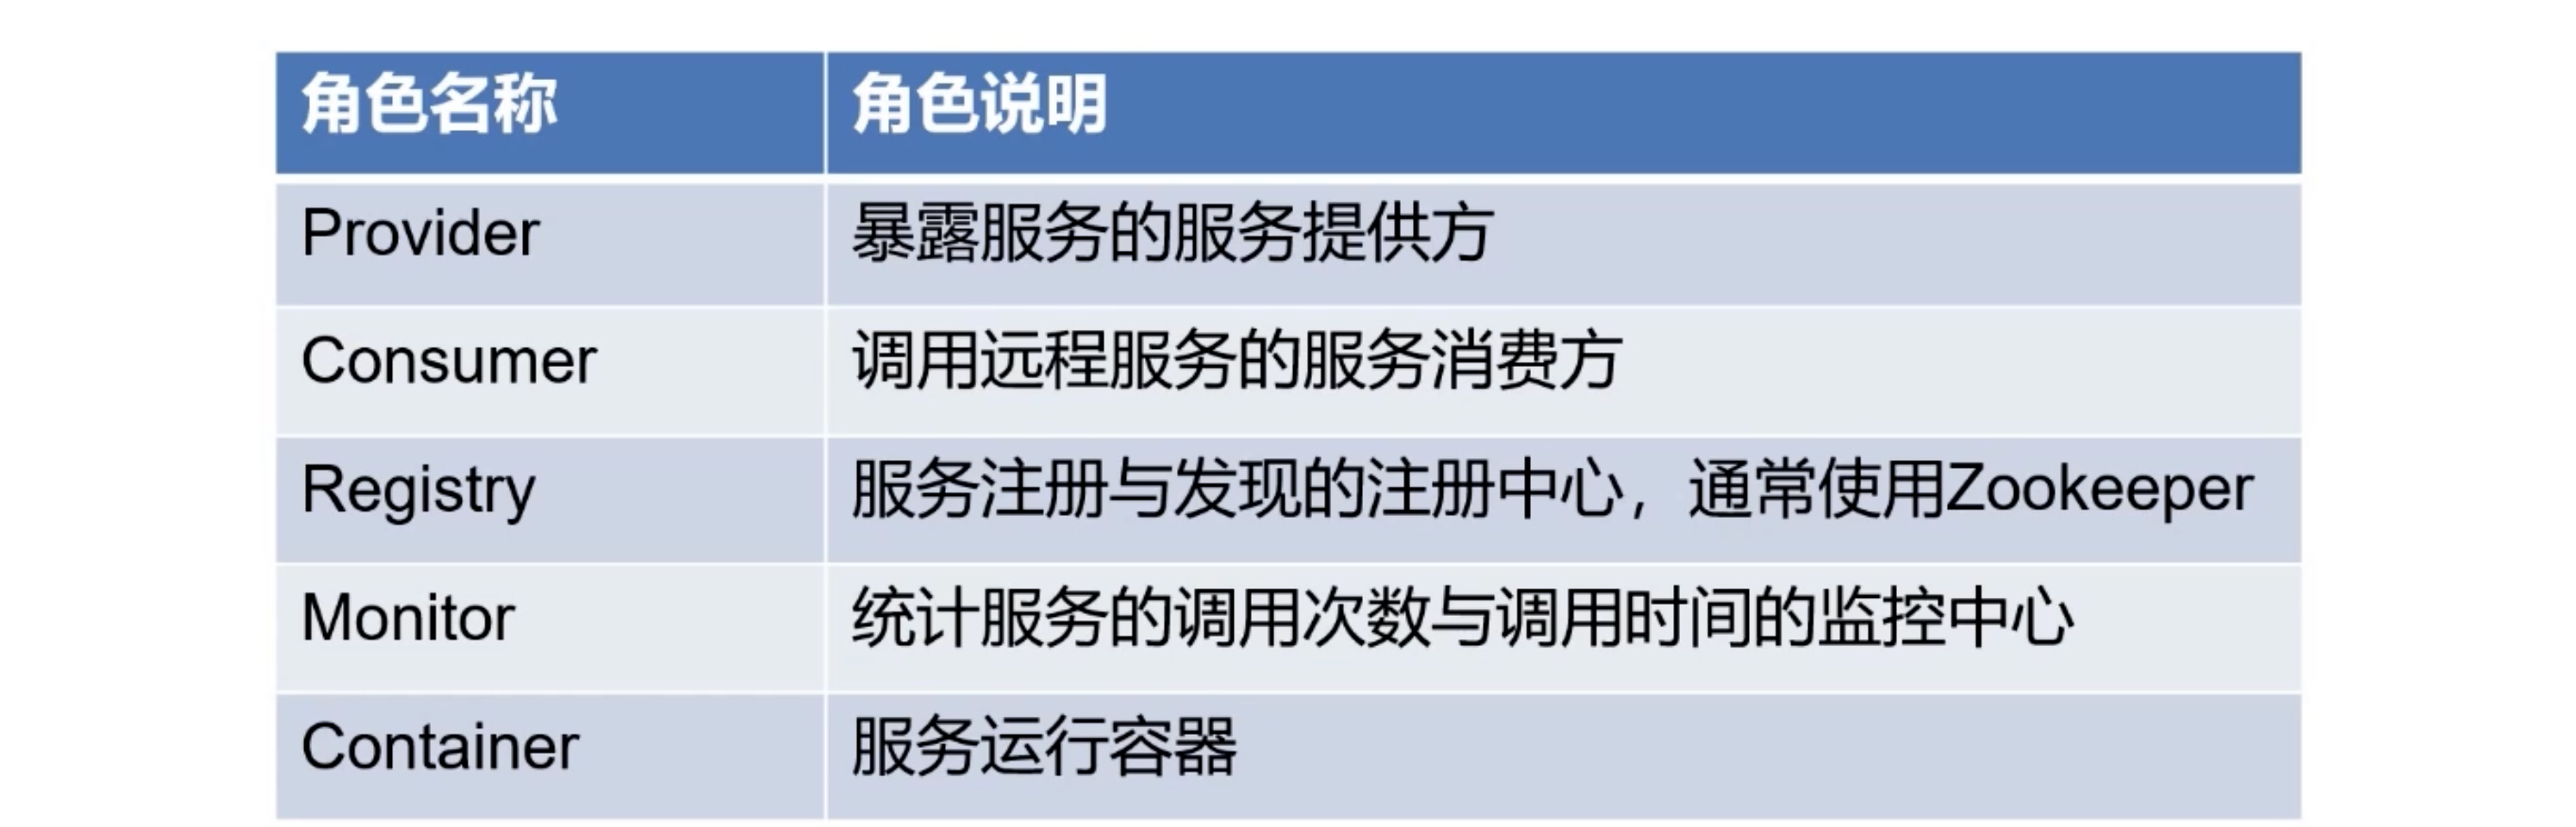 角色名称 角色说明
Provider 暴露服务的服务提供方
Consumer 调用远程服务的服务消费方
Registry 服务注册与发现的注册中心，通常使用Zookeeper
Monitor 统计服务的调用次数与调用时间的监控中心
Container 服务运行容器